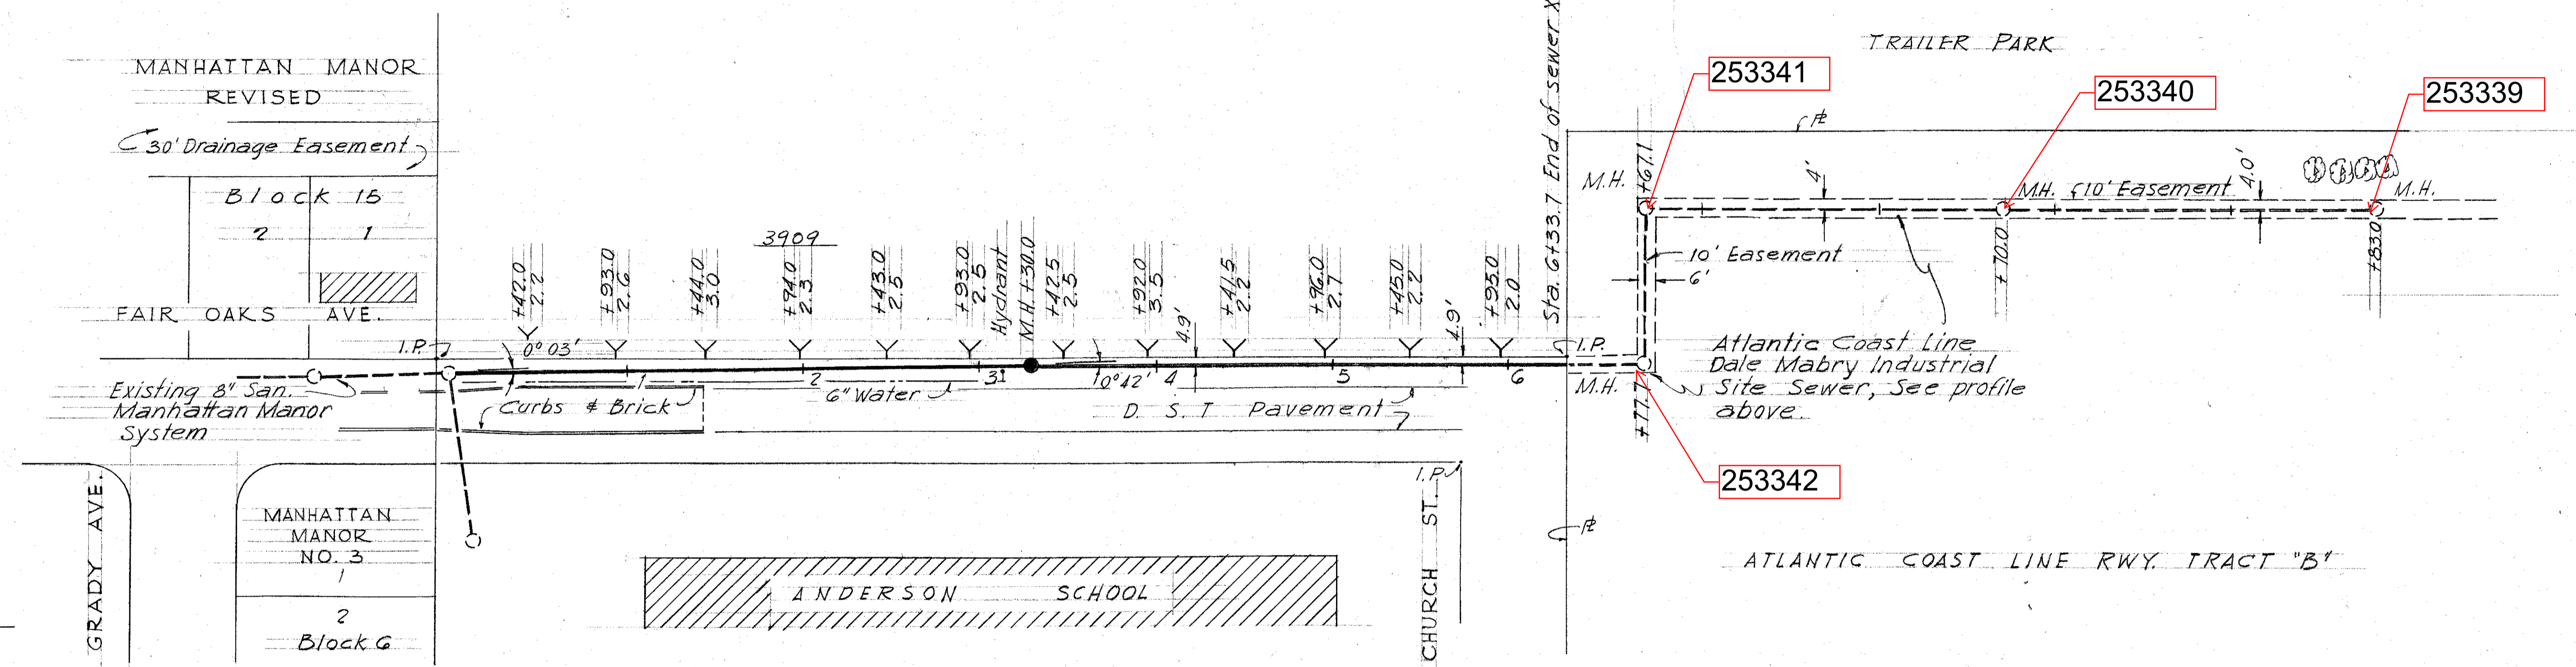 MANHATTAN MANOR
REVISED
30' Drainage Easement
Block 15
2 1
FAIR OAKS AVE.
I.P.
0° 03'
Existing 8" San.
Manhattan Manor
System
Curbs & Brick
6" Water
GRADY AVE.
MANHATTAN
MANOR
NO. 3
1
2
Block 6
3909
+42.0
2.2
+93.0
2.6
+44.0
3.0
+94.0
2.3
+43.0
2.5
+93.0
2.5
Hydrant
M.H.+30.0
+42.5
2.5
+92.0
3.5
4.9'
+41.5
2.2
+96.0
2.7
+45.0
2.2
4.9'
+95.0
2.0
1
2
3
0°42'
4
5
6
D. S. T Pavement
ANDERSON SCHOOL
CHURCH ST.
I.P.
Sta. 6+33.7 End of sewer
I.P.
M.H.
+77.7
M.H.
+67.1
253341
TRAILER PARK
253340
253339
4'
M.H.
10' Easement
4.0'
M.H.
+70.0
+83.0
10' Easement
6'
Atlantic Coast Line
Dale Mabry Industrial
Site Sewer, See profile
above.
253342
ATLANTIC COAST LINE RWY. TRACT "B"